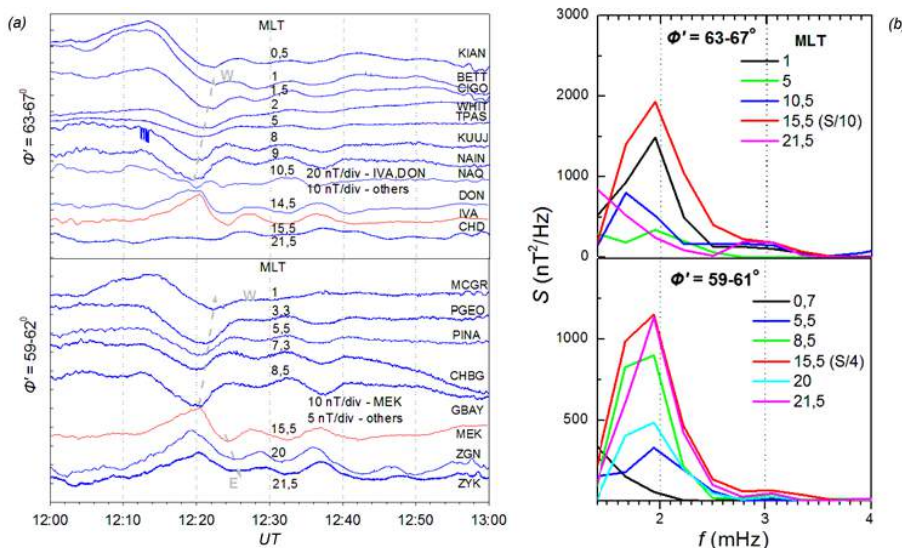 (a)
MLT
0,5
KIAN
1
W
BETT
1,5
CIGO
2
WHIT
5
TPAS
8
KUUJ
9
NAIN
10,5
20 nT/div - IVA,DON
NAQ
10 nT/div - others
14,5
DON
15,5
IVA
21,5
CHD
Φ' = 63-67⁰
MLT
MCGR
1
W
3,3
PGEO
5,5
PINA
7,3
8,5
CHBG
10 nT/div - MEK
5 nT/div - others
GBAY
15,5
MEK
20
ZGN
E
21,5
ZYK
Φ' = 59-62⁰
12:00 12:10 12:20 12:30 12:40 12:50 13:00
UT
(b)
3000
2000
1000
0
Φ' = 63-67°
MLT
1
5
10,5
15,5 (S/10)
21,5
S (nT²/Hz)
1000
500
Φ' = 59-61°
0,7
5,5
8,5
15,5 (S/4)
20
21,5
2 3 4
f (mHz)